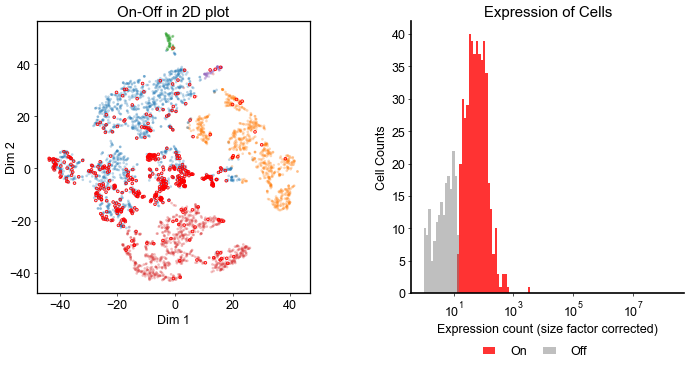 On-Off in 2D plot
Dim 2
40
20
0
−20
−40
−40 −20 0 20 40
Dim 1
Expression of Cells
Cell Counts
40
35
30
25
20
15
10
5
0
10^1 10^3 10^5 10^7
Expression count (size factor corrected)
On Off